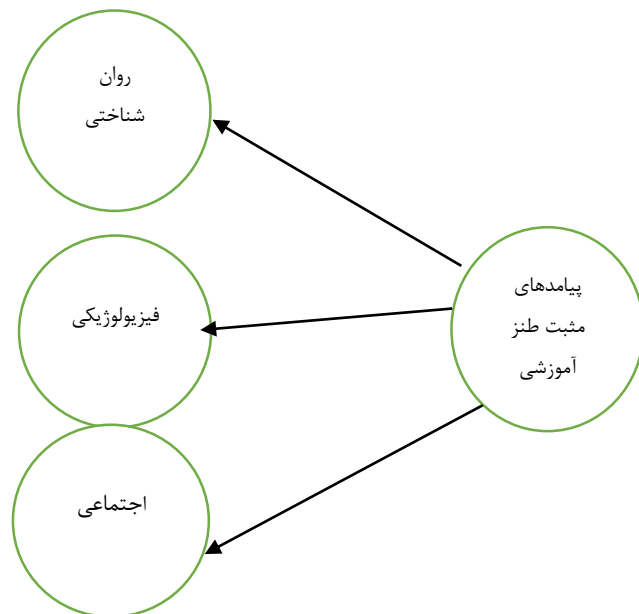 روان
شناختی
پیامدهای
مثبت طنز
آموزشی
فیزیولوژیکی
اجتماعی